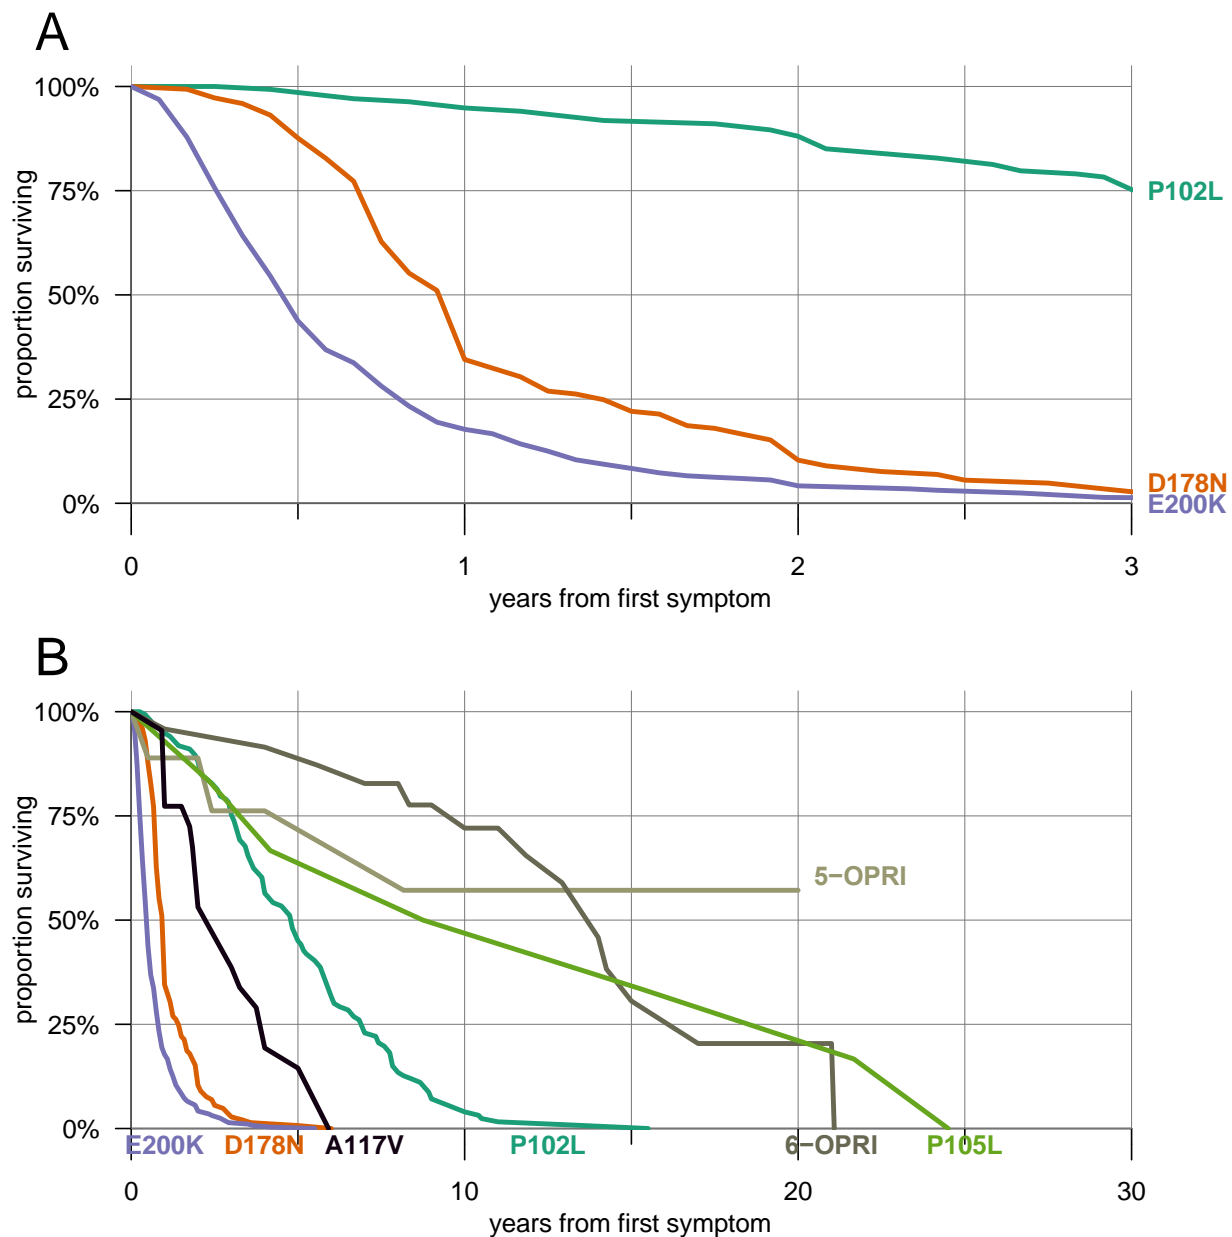 A
100%
75%
50%
25%
0%
proportion surviving
P102L
D178N
E200K
0 1 2 3
years from first symptom
B
100%
75%
50%
25%
0%
proportion surviving
5−OPRI
E200K D178N A117V P102L 6−OPRI P105L
0 10 20 30
years from first symptom